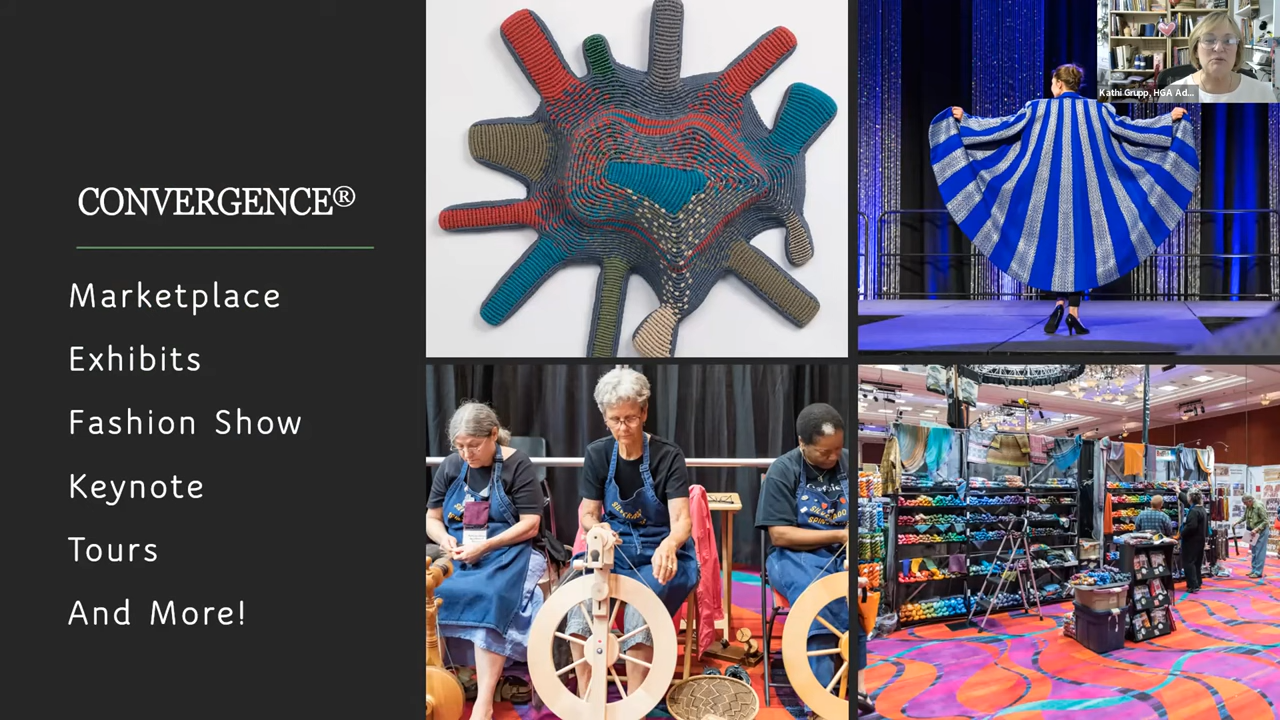 CONVERGENCE®
Marketplace
Exhibits
Fashion Show
Keynote
Tours
And More!
Kathi Grupp, HGA Ad...